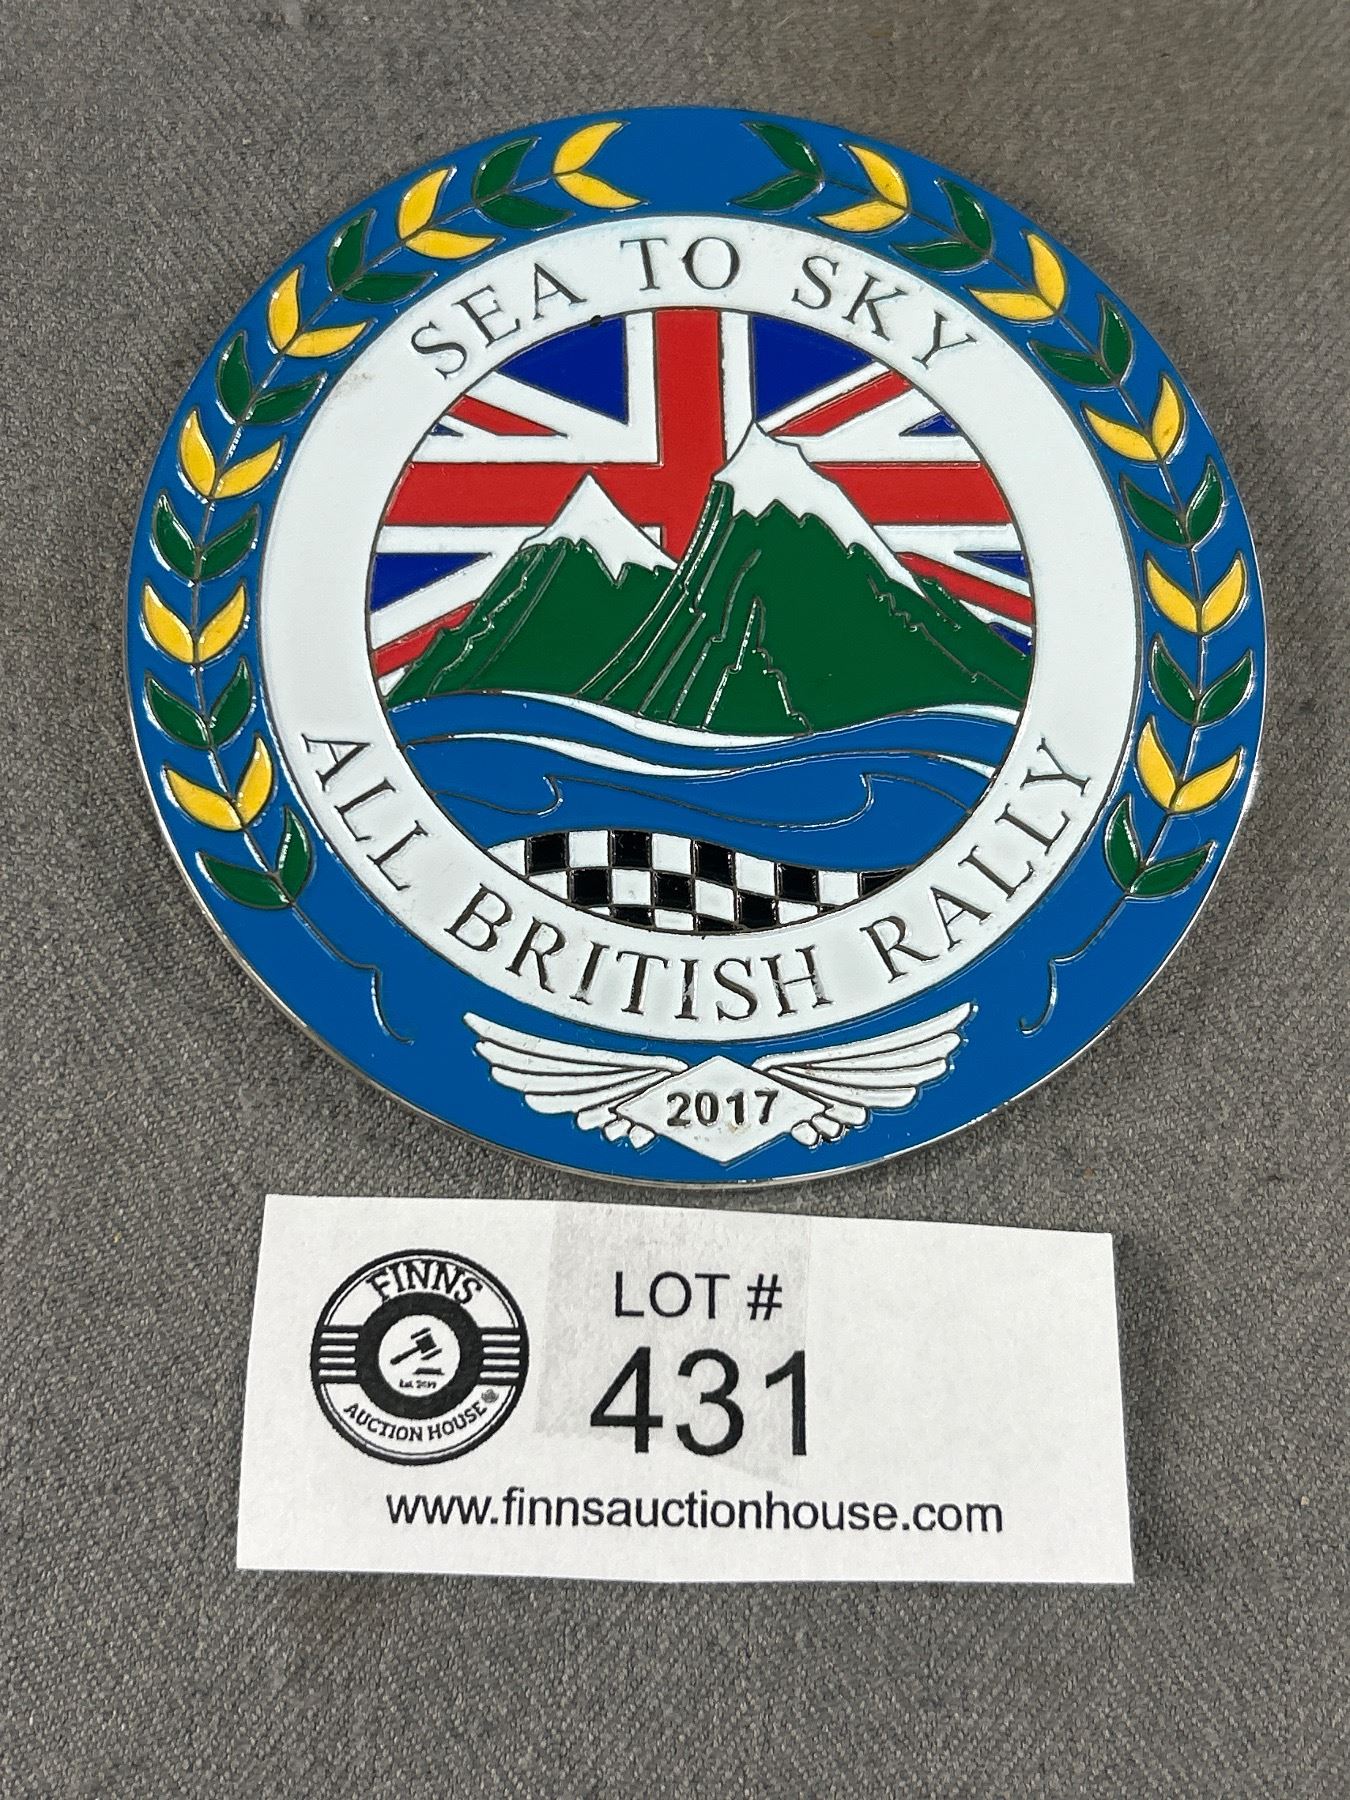 SEA TO SKY
ALL BRITISH RALLY
2017
FINNS
AUCTION HOUSE
LOT #
431
www.finnsauctionhouse.com